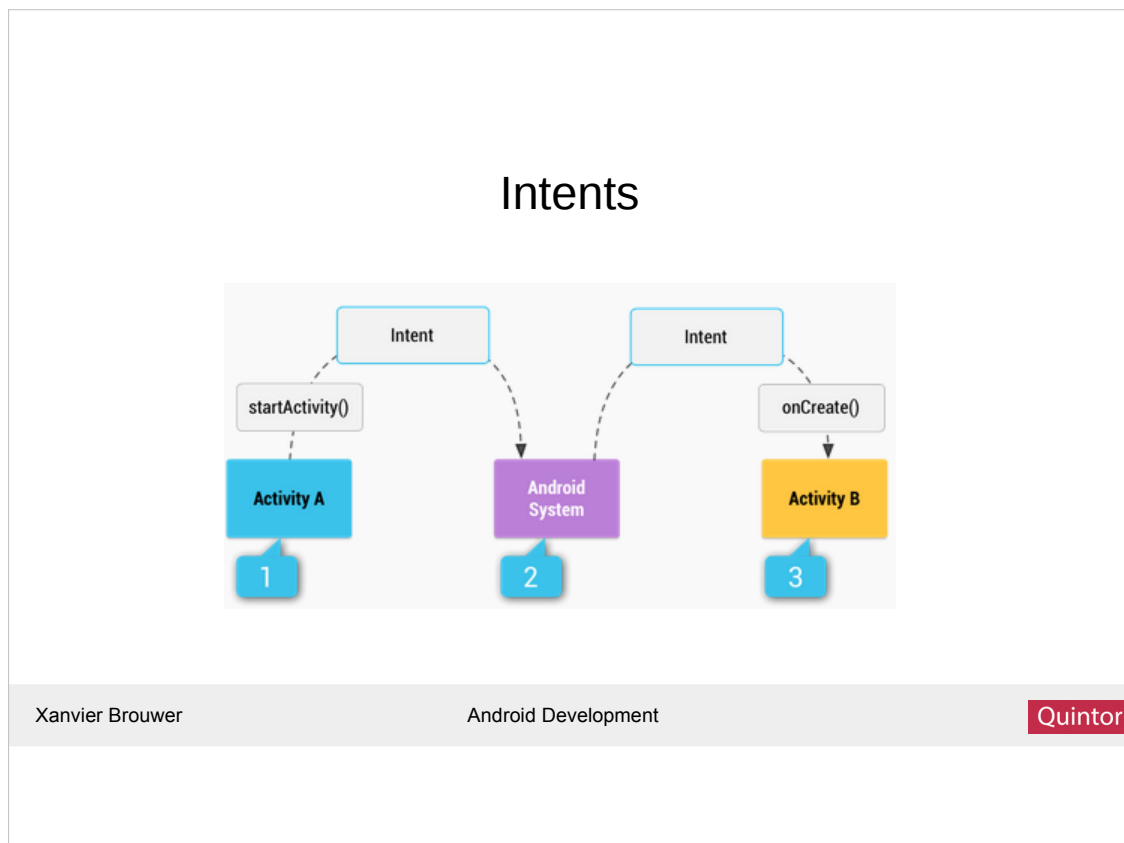 Intents
Intent
Intent
startActivity()
onCreate()
Activity A
Android
System
Activity B
1
2
3
Xanvier Brouwer
Android Development
Quintor